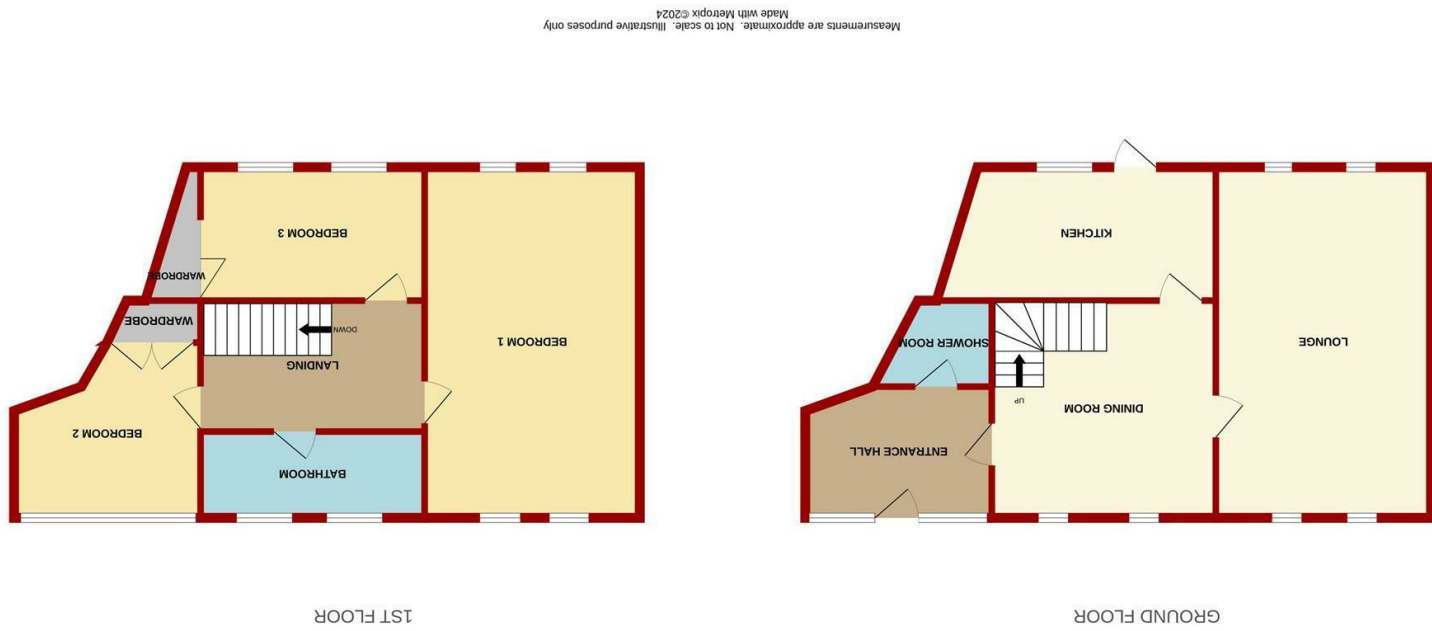 GROUND FLOOR
1ST FLOOR
ENTRANCE HALL
DINING ROOM
UP
SHOWER ROOM
LOUNGE
KITCHEN
BATHROOM
BEDROOM 2
LANDING
DOWN
BEDROOM 1
WARDROBE
WARDROBE
BEDROOM 3
Measurements are approximate. Not to scale. Illustrative purposes only
Made with Metropix ©2024